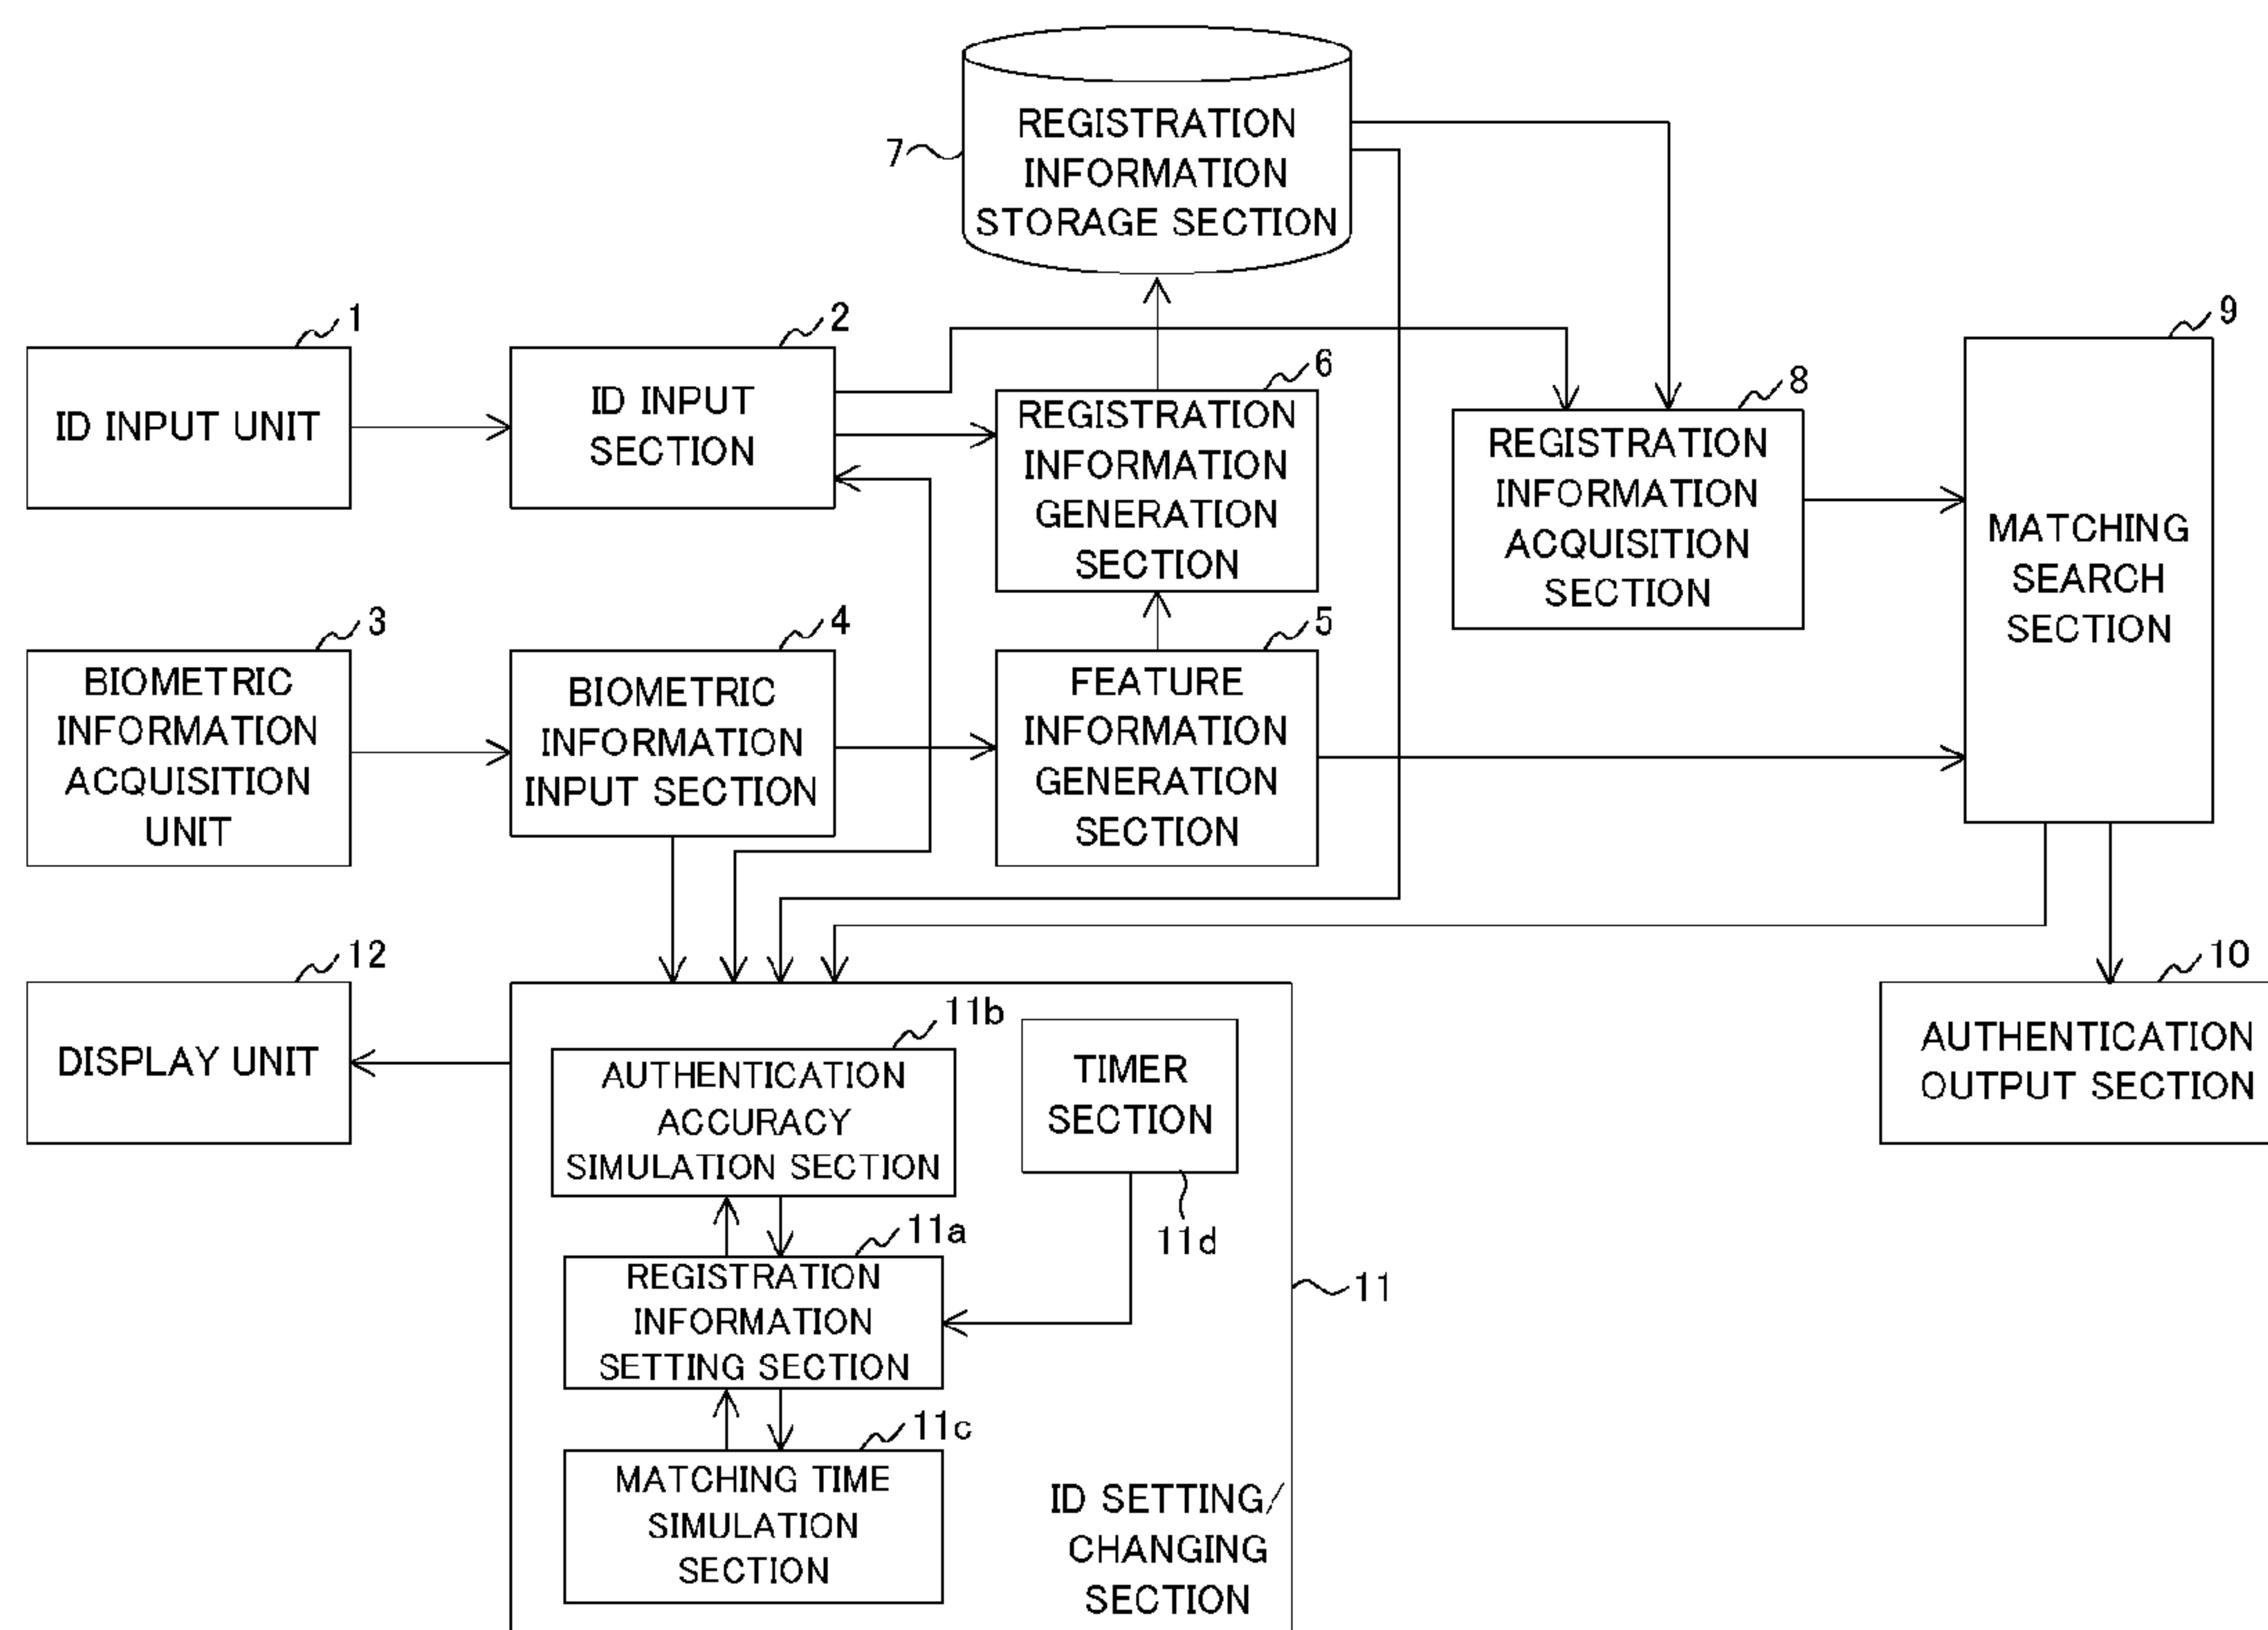 REGISTRATION
INFORMATION
STORAGE SECTION
7
1
ID INPUT UNIT
2
ID INPUT
SECTION
6
REGISTRATION
INFORMATION
GENERATION
SECTION
8
REGISTRATION
INFORMATION
ACQUISITION
SECTION
9
MATCHING
SEARCH
SECTION
3
BIOMETRIC
INFORMATION
ACQUISITION
UNIT
4
BIOMETRIC
INFORMATION
INPUT SECTION
5
FEATURE
INFORMATION
GENERATION
SECTION
12
DISPLAY UNIT
10
AUTHENTICATION
OUTPUT SECTION
11b
AUTHENTICATION
ACCURACY
SIMULATION SECTION
TIMER
SECTION
11d
11a
REGISTRATION
INFORMATION
SETTING SECTION
11
11c
MATCHING TIME
SIMULATION
SECTION
ID SETTING/
CHANGING
SECTION